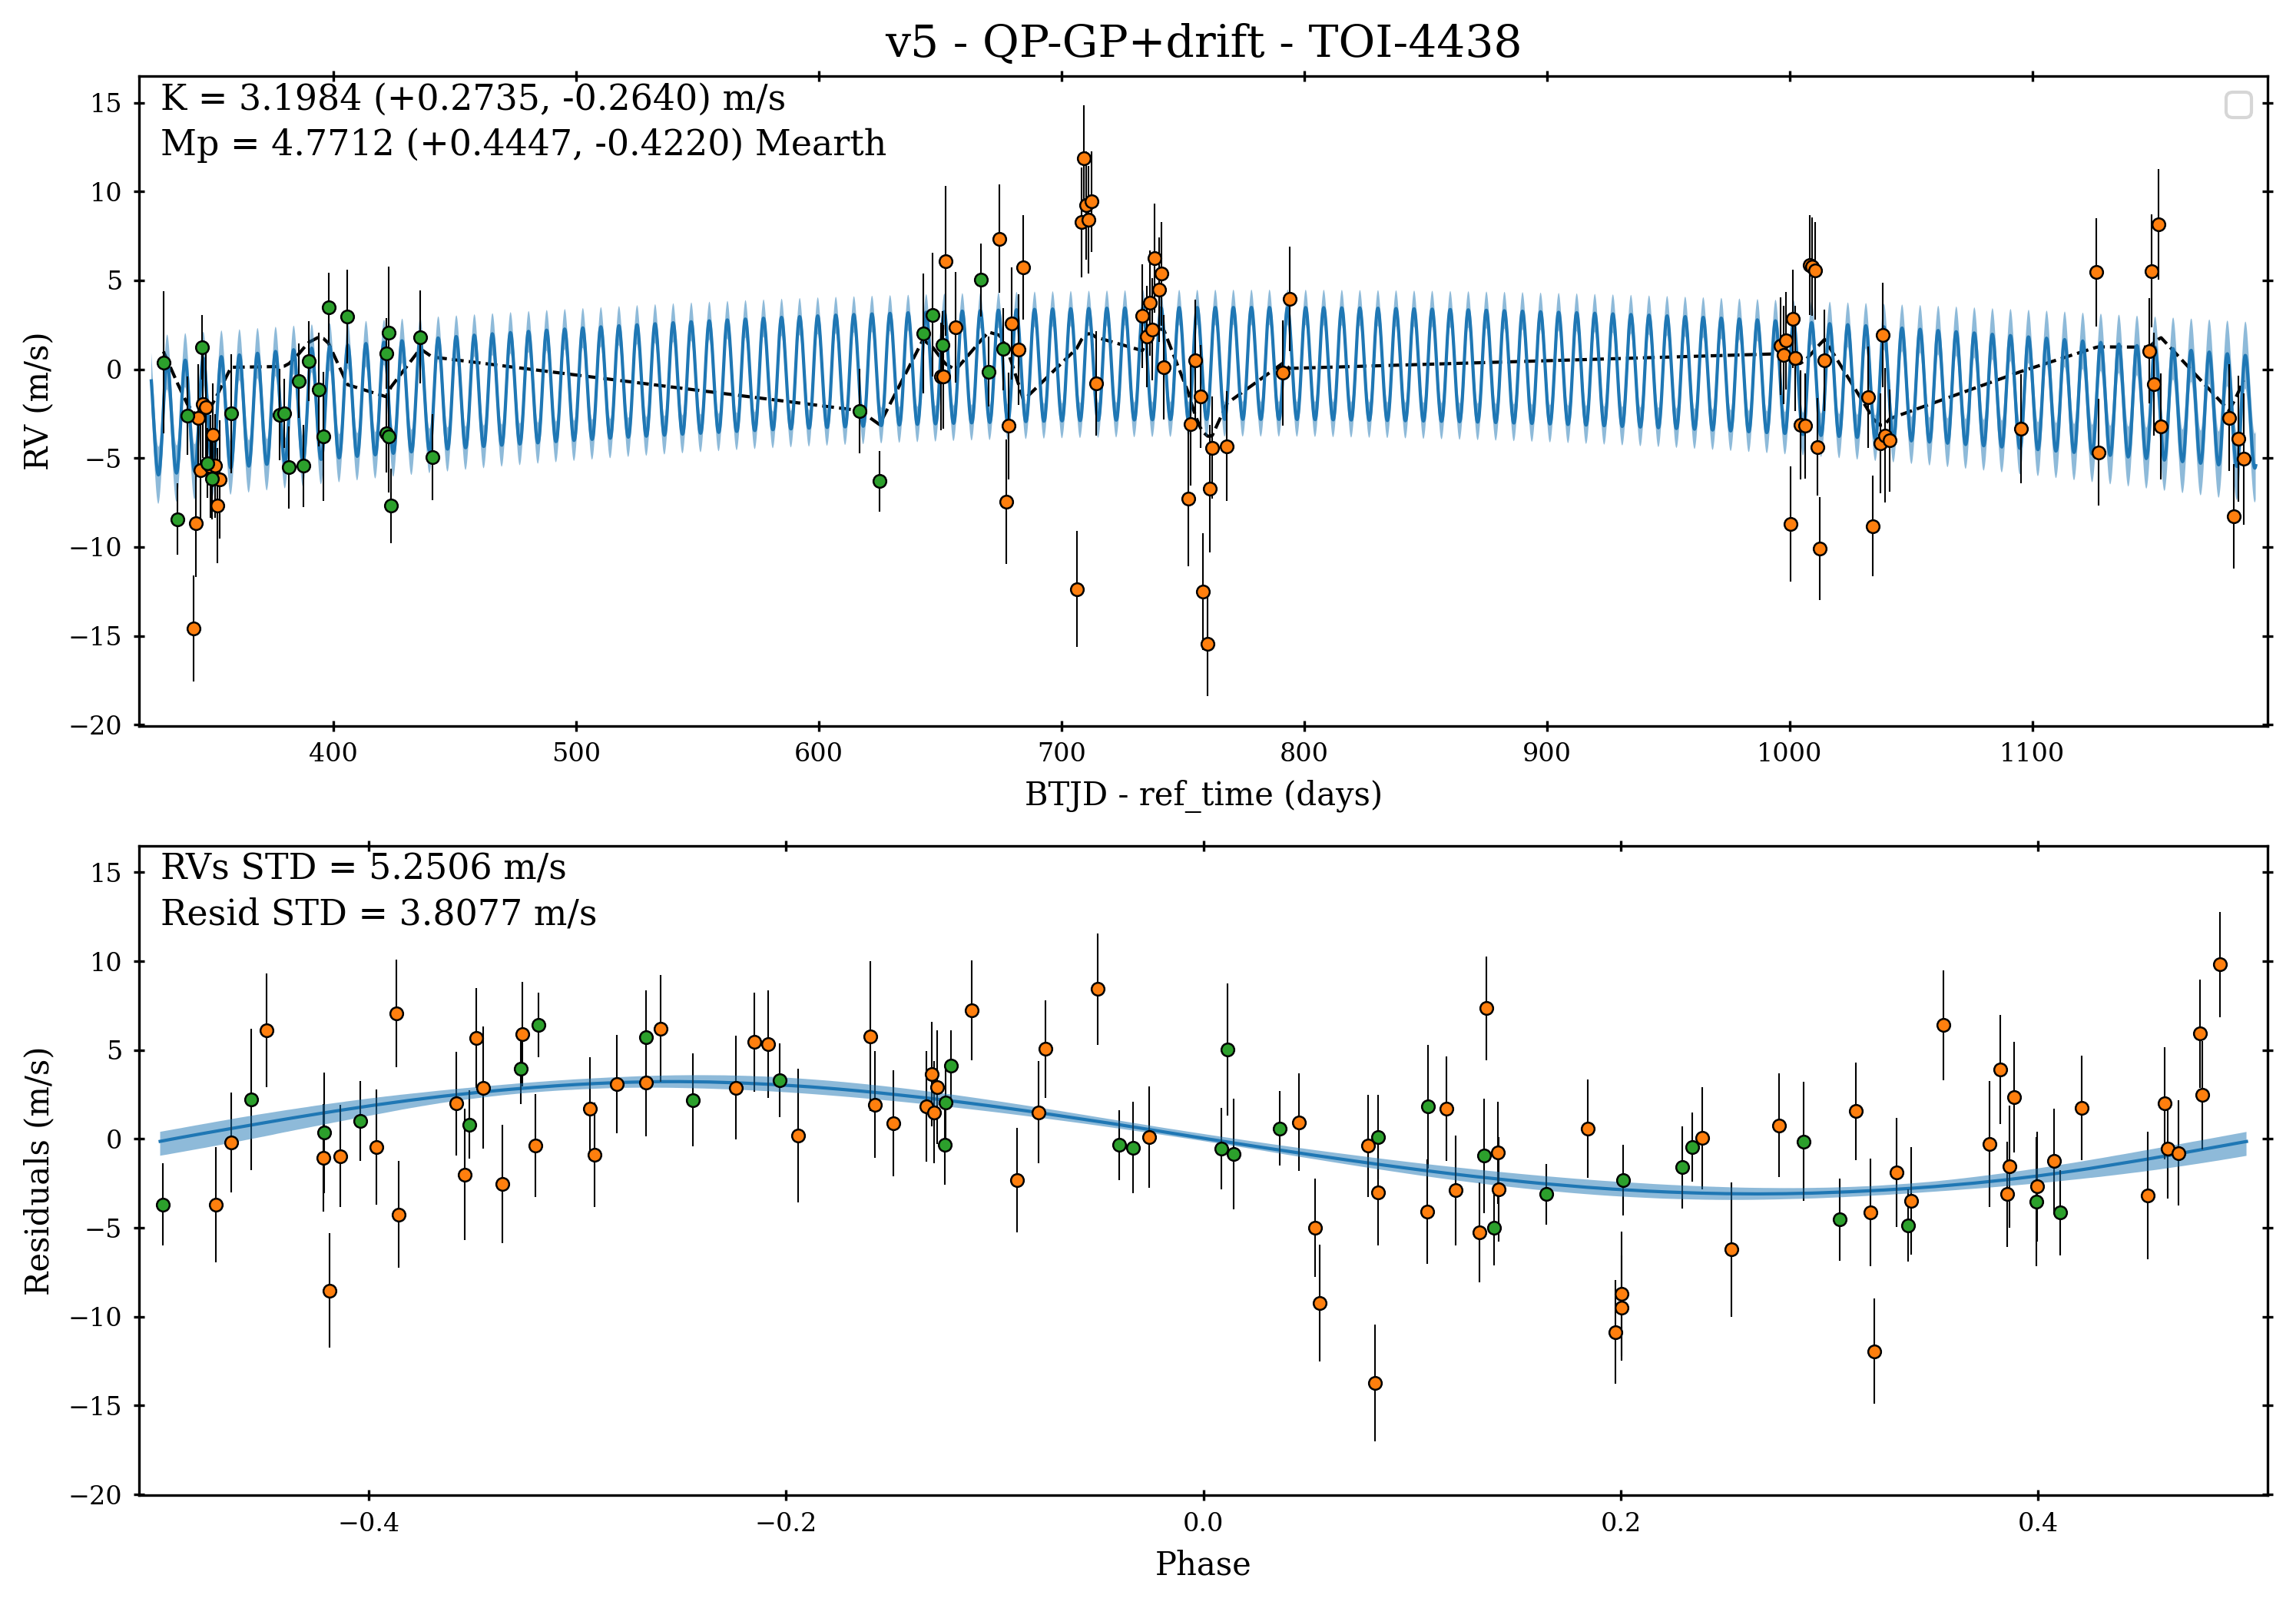 v5 - QP-GP+drift - TOI-4438
K = 3.1984 (+0.2735, -0.2640) m/s
Mp = 4.7712 (+0.4447, -0.4220) Mearth
15
10
5
0
−5
−10
−15
−20
RV (m/s)
400 500 600 700 800 900 1000 1100
BTJD - ref_time (days)
RVs STD = 5.2506 m/s
Resid STD = 3.8077 m/s
15
10
5
0
−5
−10
−15
−20
Residuals (m/s)
−0.4 −0.2 0.0 0.2 0.4
Phase